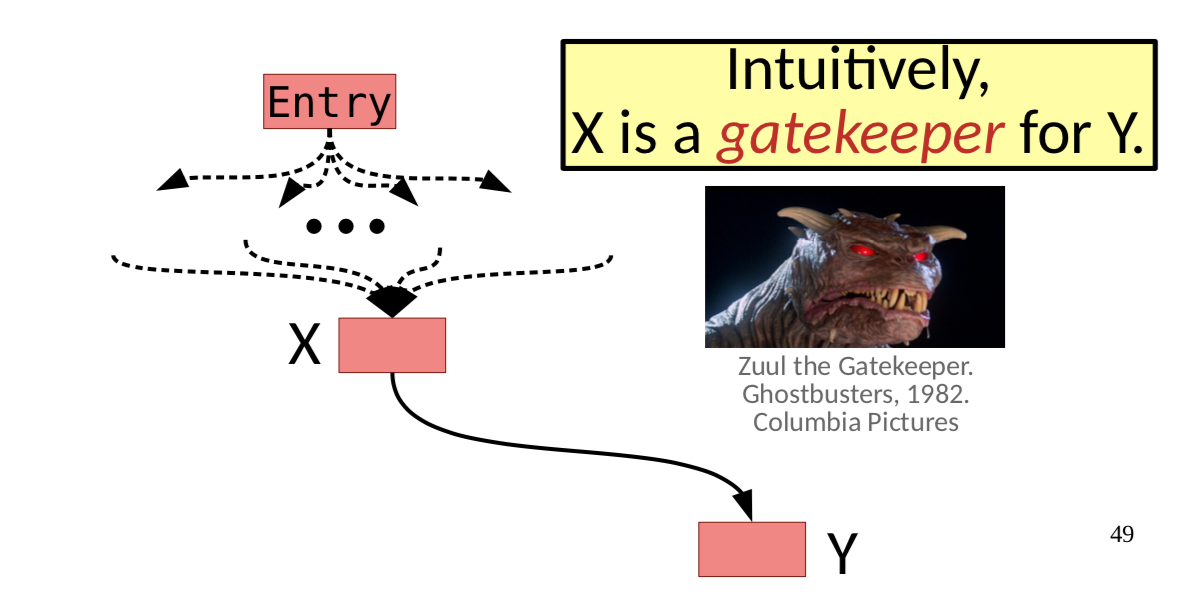 Entry
Intuitively,
X is a gatekeeper for Y.
X
Zuul the Gatekeeper.
Ghostbusters, 1982.
Columbia Pictures
Y
49